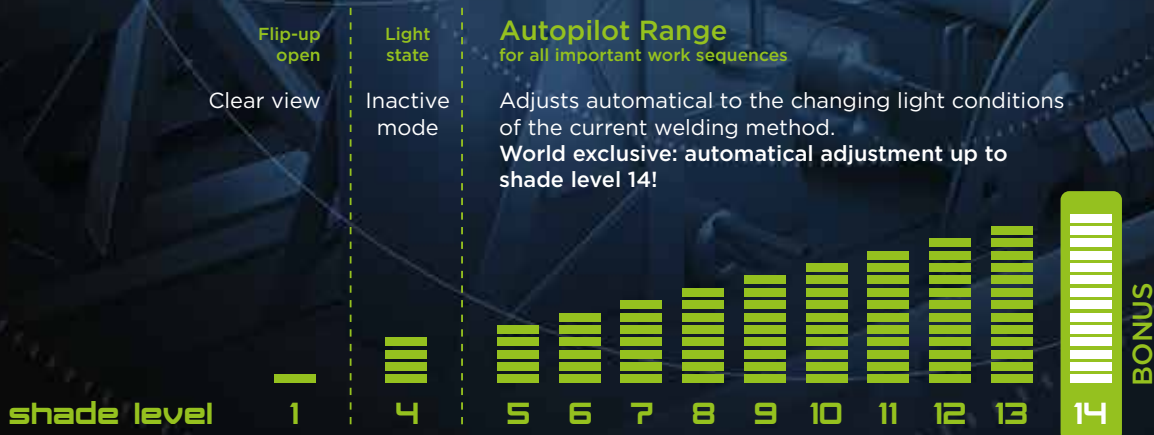 Flip-up
open
Clear view
Light
state
Inactive
mode
Autopilot Range
for all important work sequences
Adjusts automatical to the changing light conditions
of the current welding method.
World exclusive: automatical adjustment up to
shade level 14!
BONUS
shade level 1 4 5 6 7 8 9 10 11 12 13 14